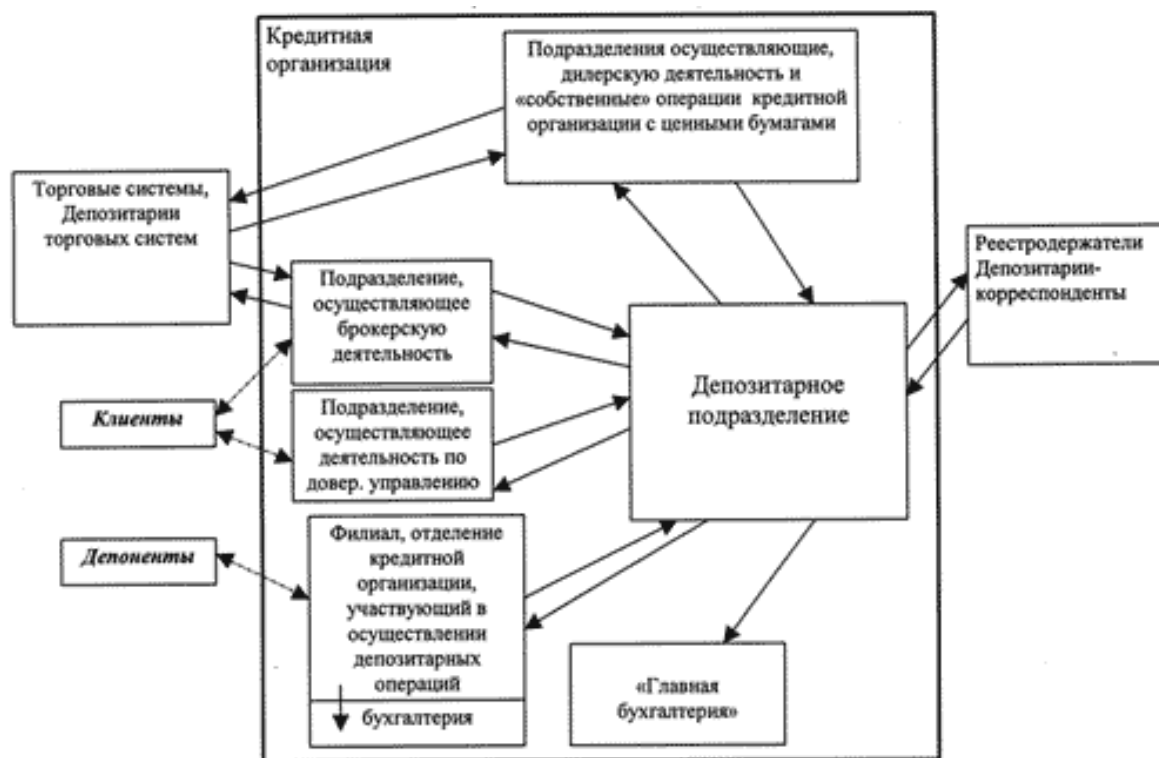 Кредитная
организация
Подразделения осуществляющие,
дилерскую деятельность и
«собственные» операции кредитной
организации с ценными бумагами
Торговые системы,
Депозитарии
торговых систем
Реестродержатели
Депозитарии-
корреспонденты
Подразделение,
осуществляющее
брокерскую
деятельность
Депозитарное
подразделение
Клиенты
Подразделение,
осуществляющее
деятельность по
довер. управлению
Депоненты
Филиал, отделение
кредитной
организации,
участвующий в
осуществлении
депозитарных
операций
бухгалтерия
«Главная
бухгалтерия»